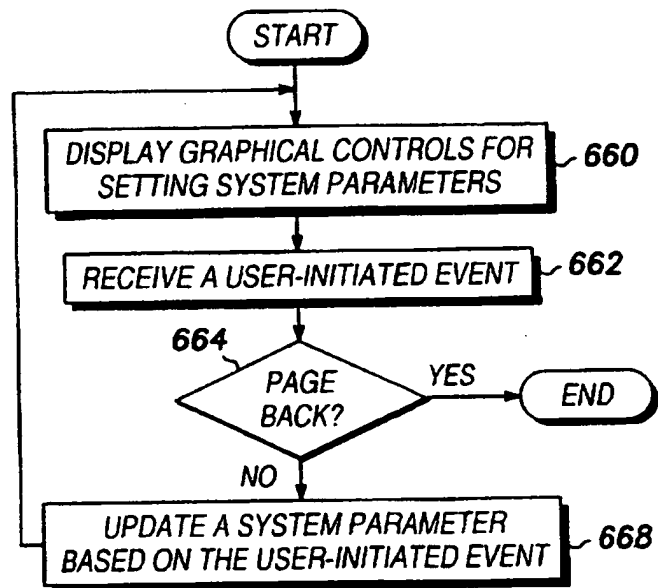 START
DISPLAY GRAPHICAL CONTROLS FOR
SETTING SYSTEM PARAMETERS
660
RECEIVE A USER-INITIATED EVENT
662
664
PAGE
BACK?
YES
END
NO
UPDATE A SYSTEM PARAMETER
BASED ON THE USER-INITIATED EVENT
668